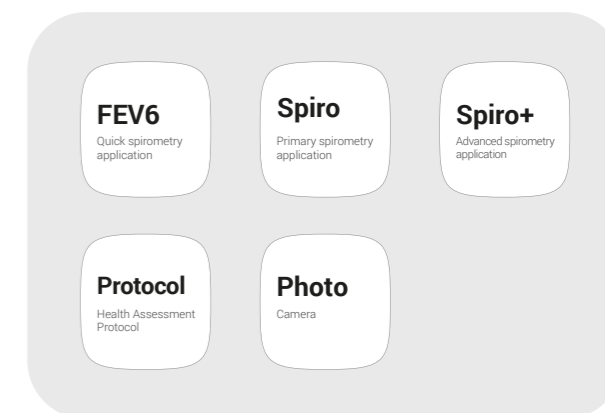 FEV6
Quick spirometry
application
Spiro
Primary spirometry
application
Spiro+
Advanced spirometry
application
Protocol
Health Assessment
Protocol
Photo
Camera